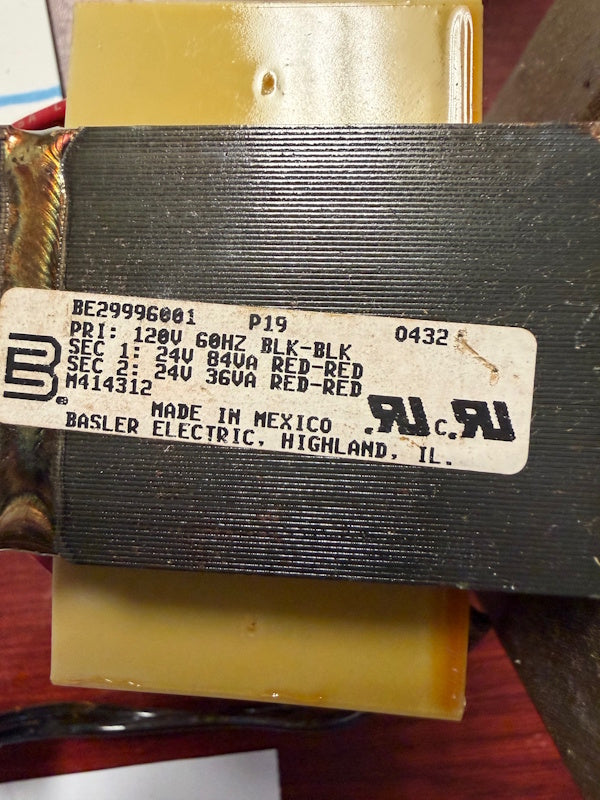 BE29996001 P19 0432
PRI: 120V 60HZ BLK-BLK
SEC 1: 24V 84VA RED-RED
SEC 2: 24V 36VA RED-RED
M414312
MADE IN MEXICO
BASLER ELECTRIC, HIGHLAND, IL.